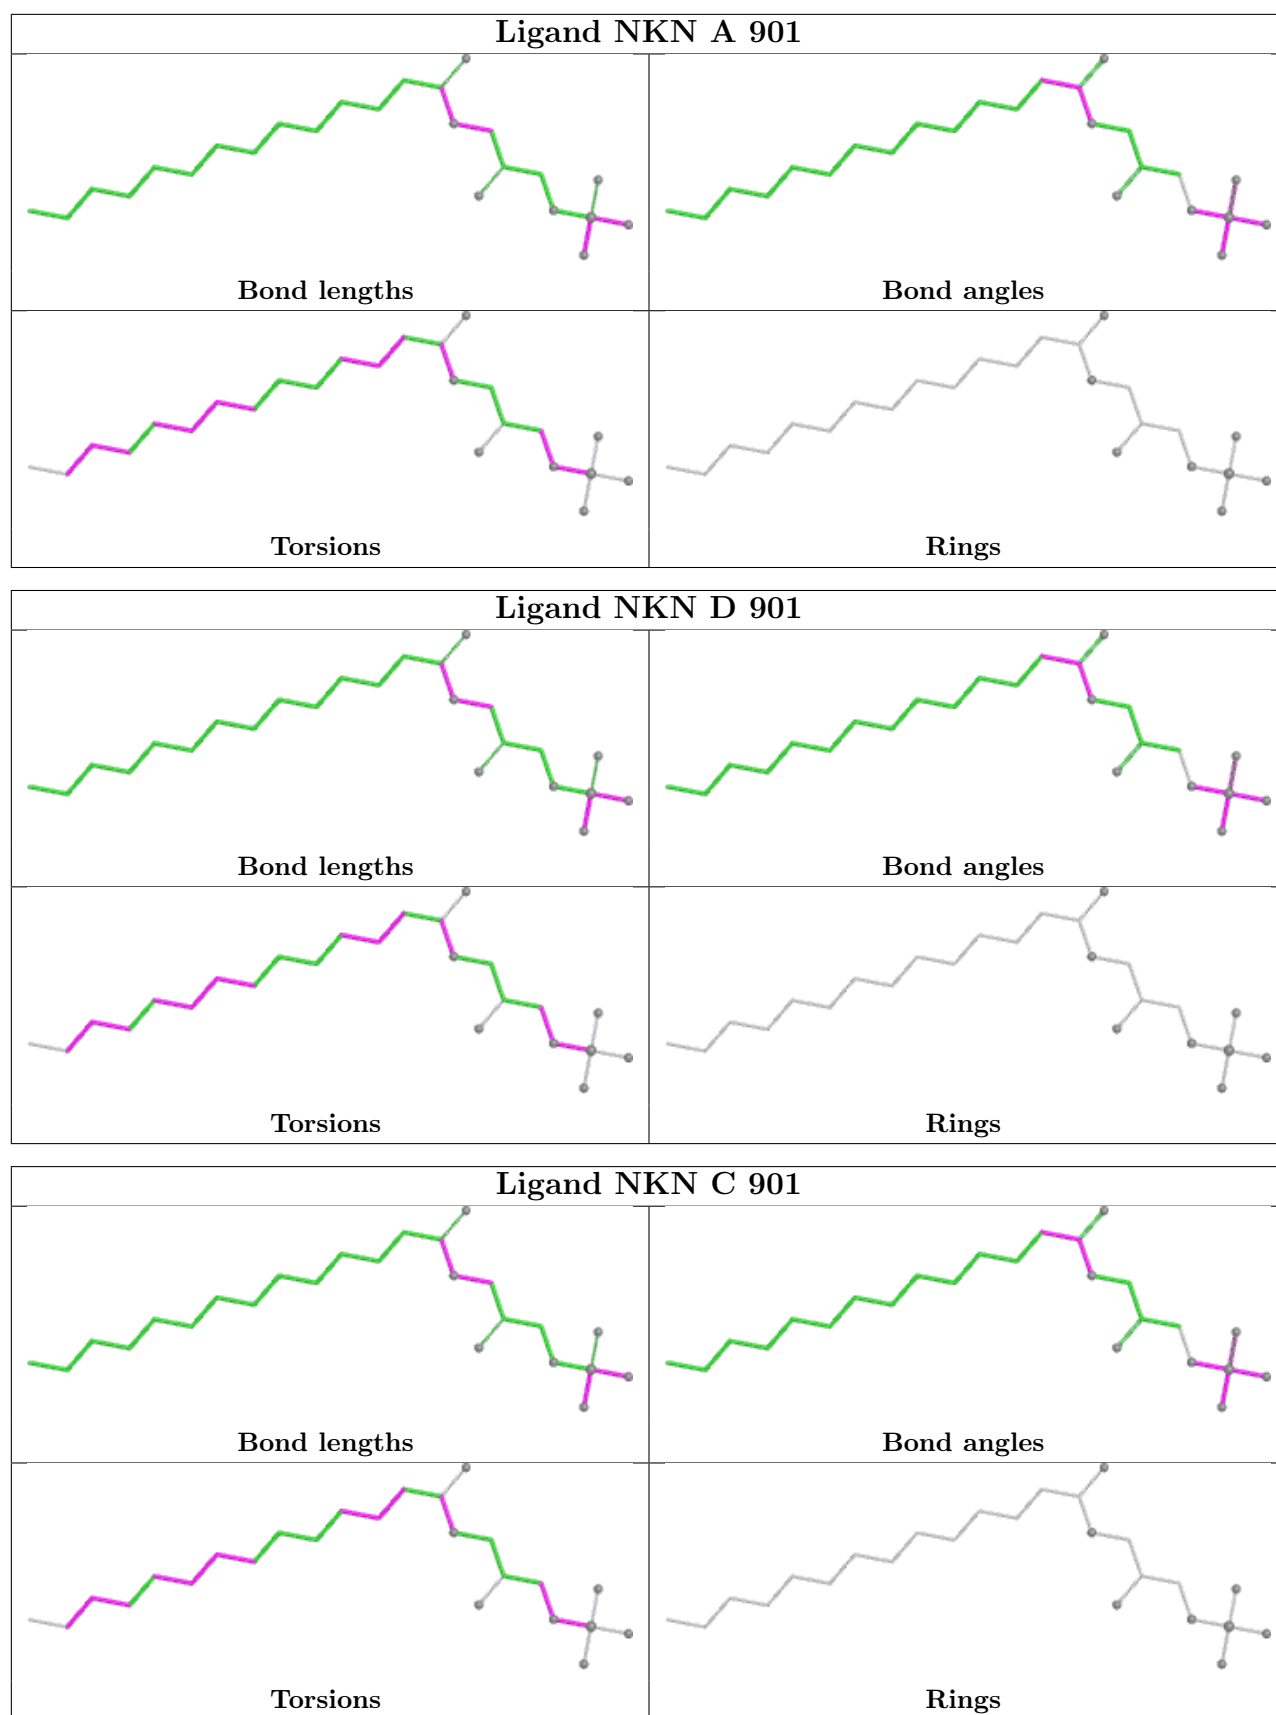 Ligand NKN A 901
Bond lengths
Bond angles
Torsions
Rings
Ligand NKN D 901
Bond lengths
Bond angles
Torsions
Rings
Ligand NKN C 901
Bond lengths
Bond angles
Torsions
Rings